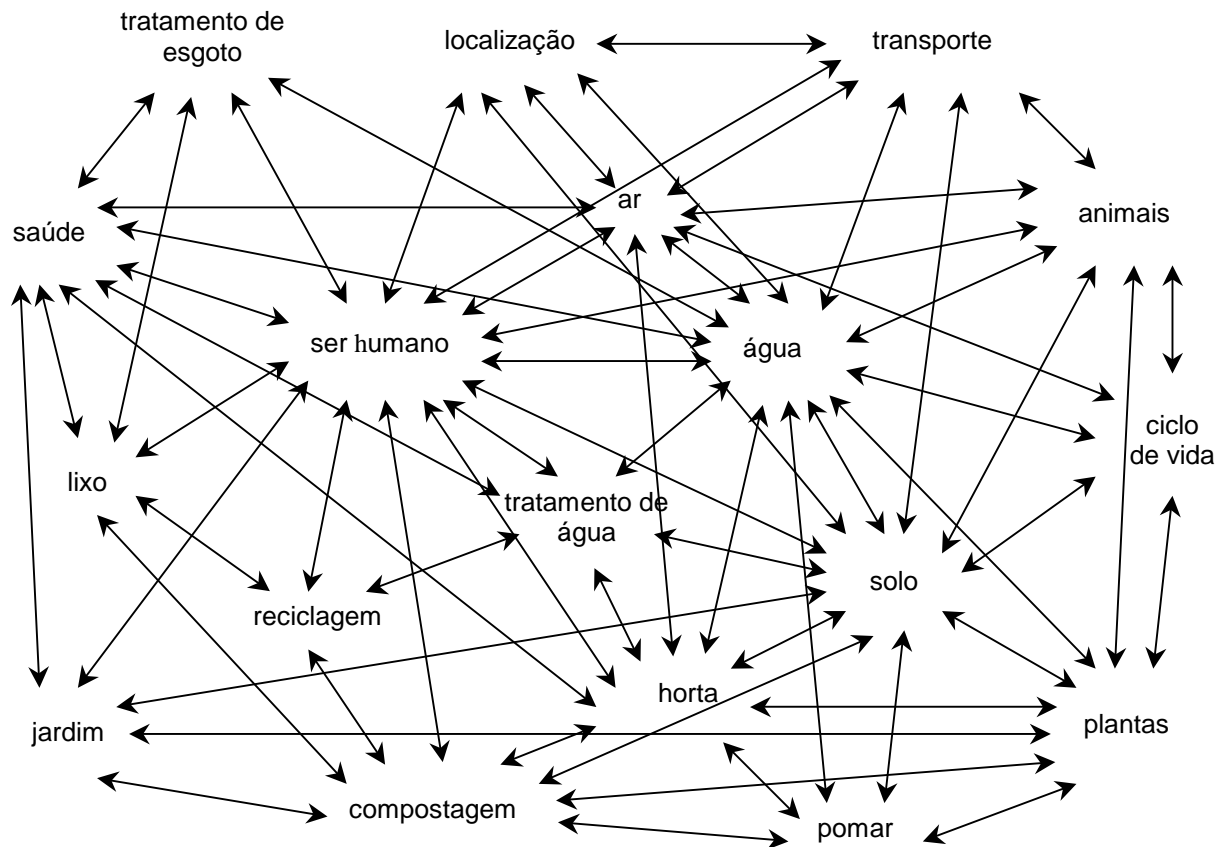 tratamento de
esgoto
localização
transporte
ar
animais
saúde
ser humano
água
ciclo
de vida
lixo
tratamento de
água
solo
reciclagem
horta
jardim
plantas
compostagem
pomar